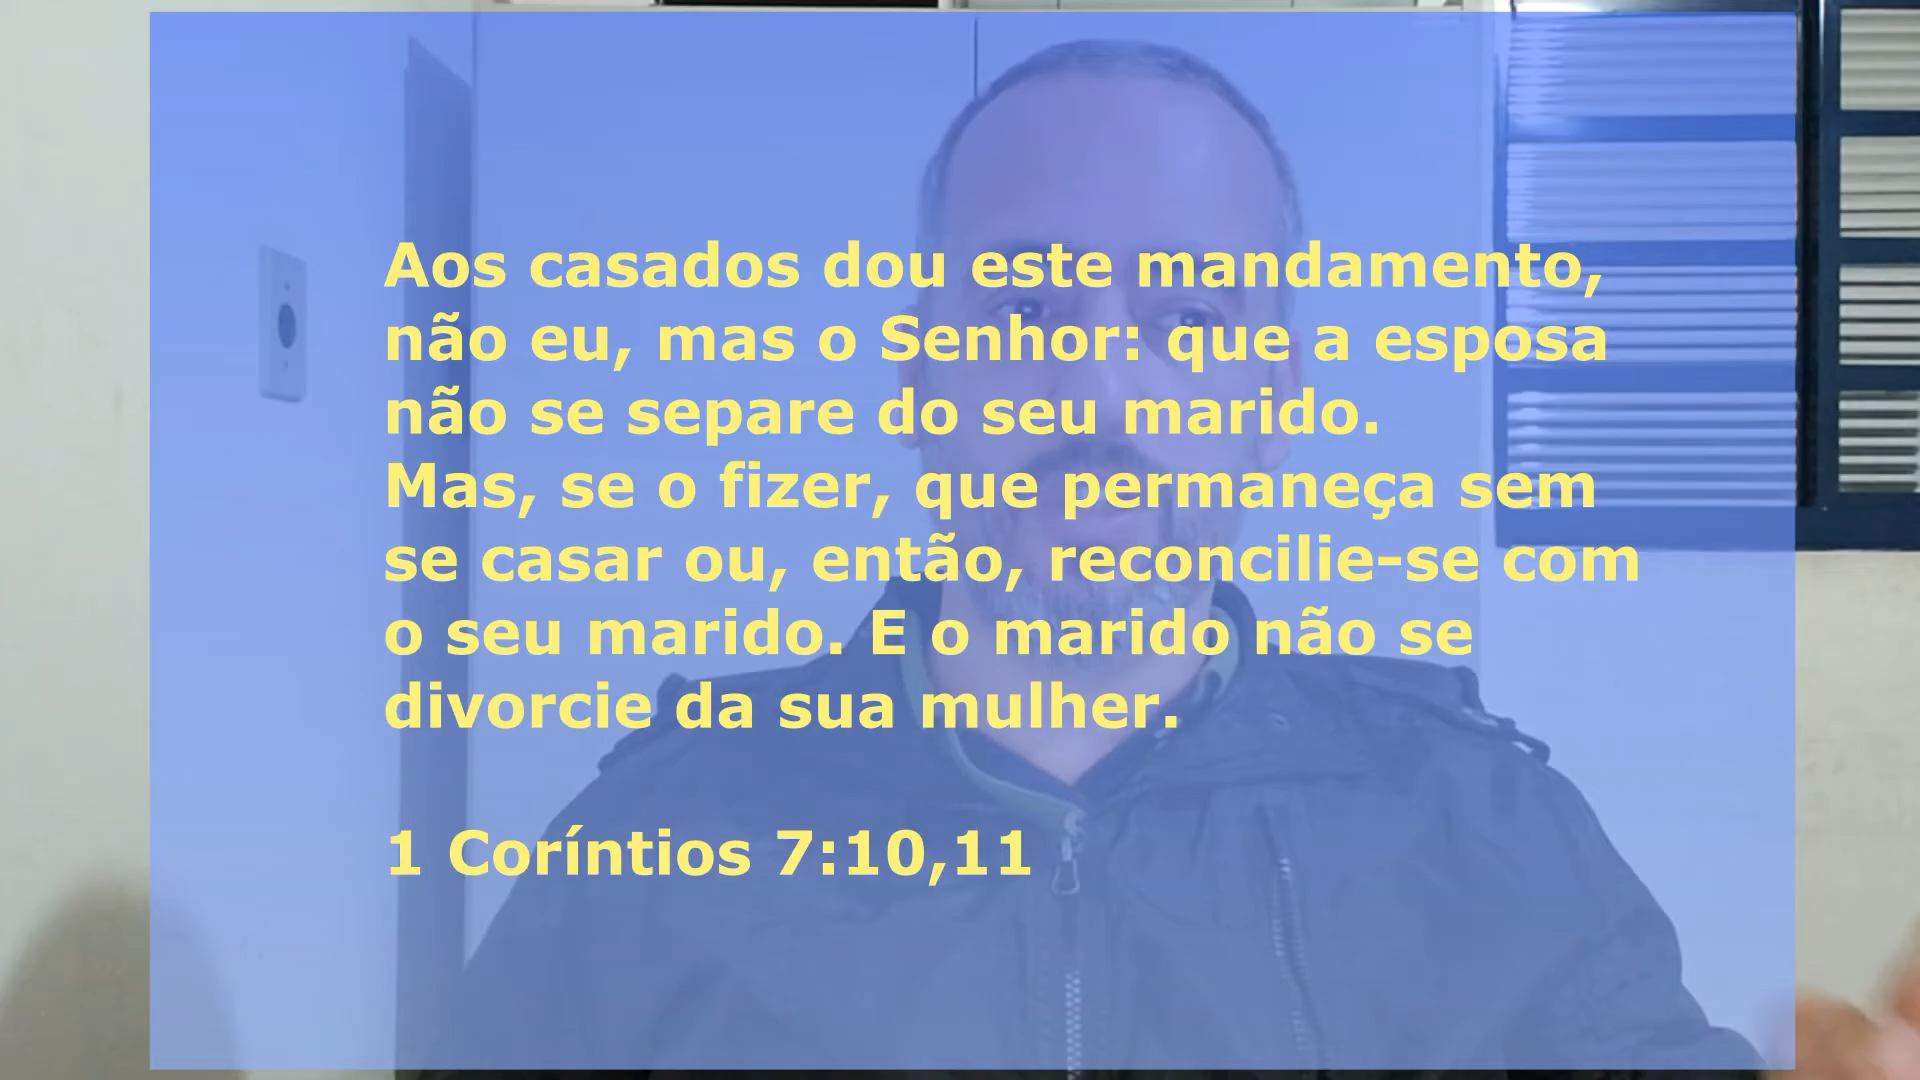 Aos casados dou este mandamento,
não eu, mas o Senhor: que a esposa
não se separe do seu marido.
Mas, se o fizer, que permaneça sem
se casar ou, então, reconcilie-se com
o seu marido. E o marido não se
divorcie da sua mulher.
1 Coríntios 7:10,11